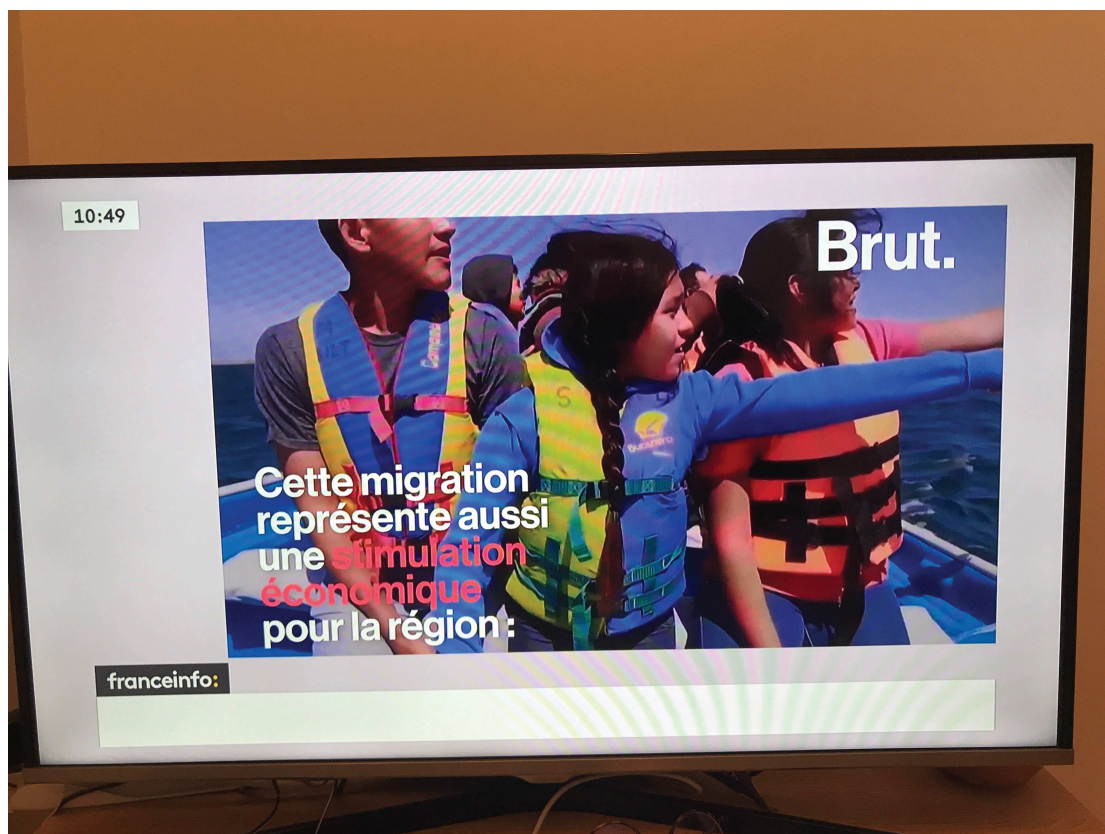 10:49
Brut.
Cette migration
représente aussi
une stimulation
économique
pour la région :
S
franceinfo: